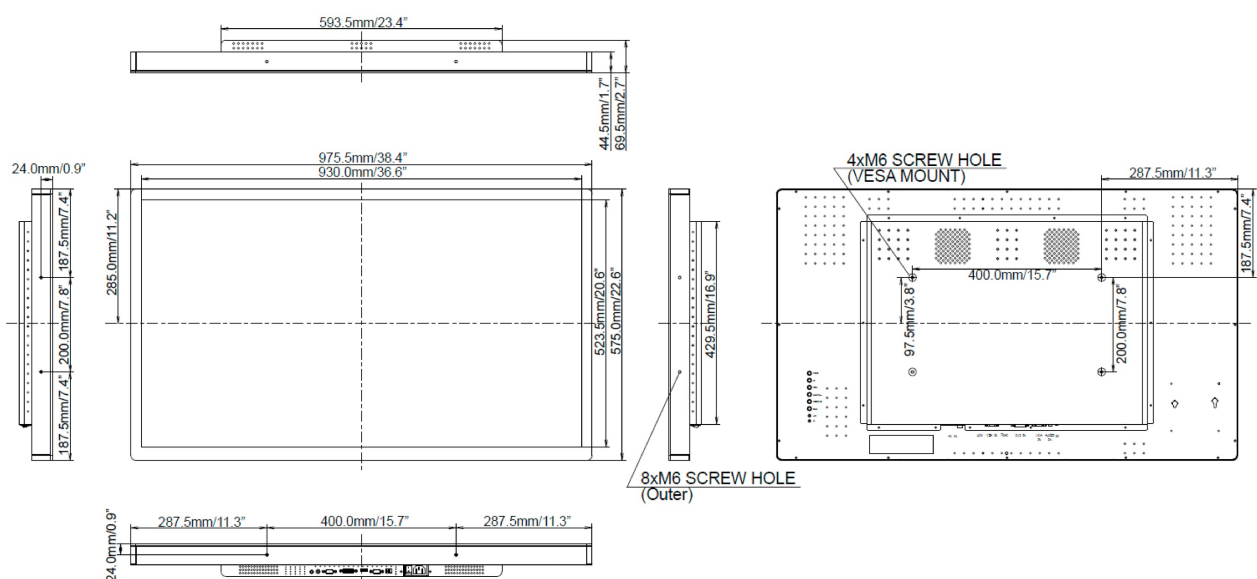 593.5mm/23.4”
44.5mm/1.7”
69.5mm/2.7”
975.5mm/38.4”
930.0mm/36.6”
24.0mm/0.9”
187.5mm/7.4”
200.0mm/7.8”
187.5mm/7.4”
285.0mm/11.2”
523.5mm/20.6”
575.0mm/22.6”
429.5mm/16.9”
8xM6 SCREW HOLE
(Outer)
4xM6 SCREW HOLE
(VESA MOUNT)
287.5mm/11.3”
187.5mm/7.4”
400.0mm/15.7”
97.5mm/3.8”
200.0mm/7.8”
287.5mm/11.3”
400.0mm/15.7”
287.5mm/11.3”
24.0mm/0.9”